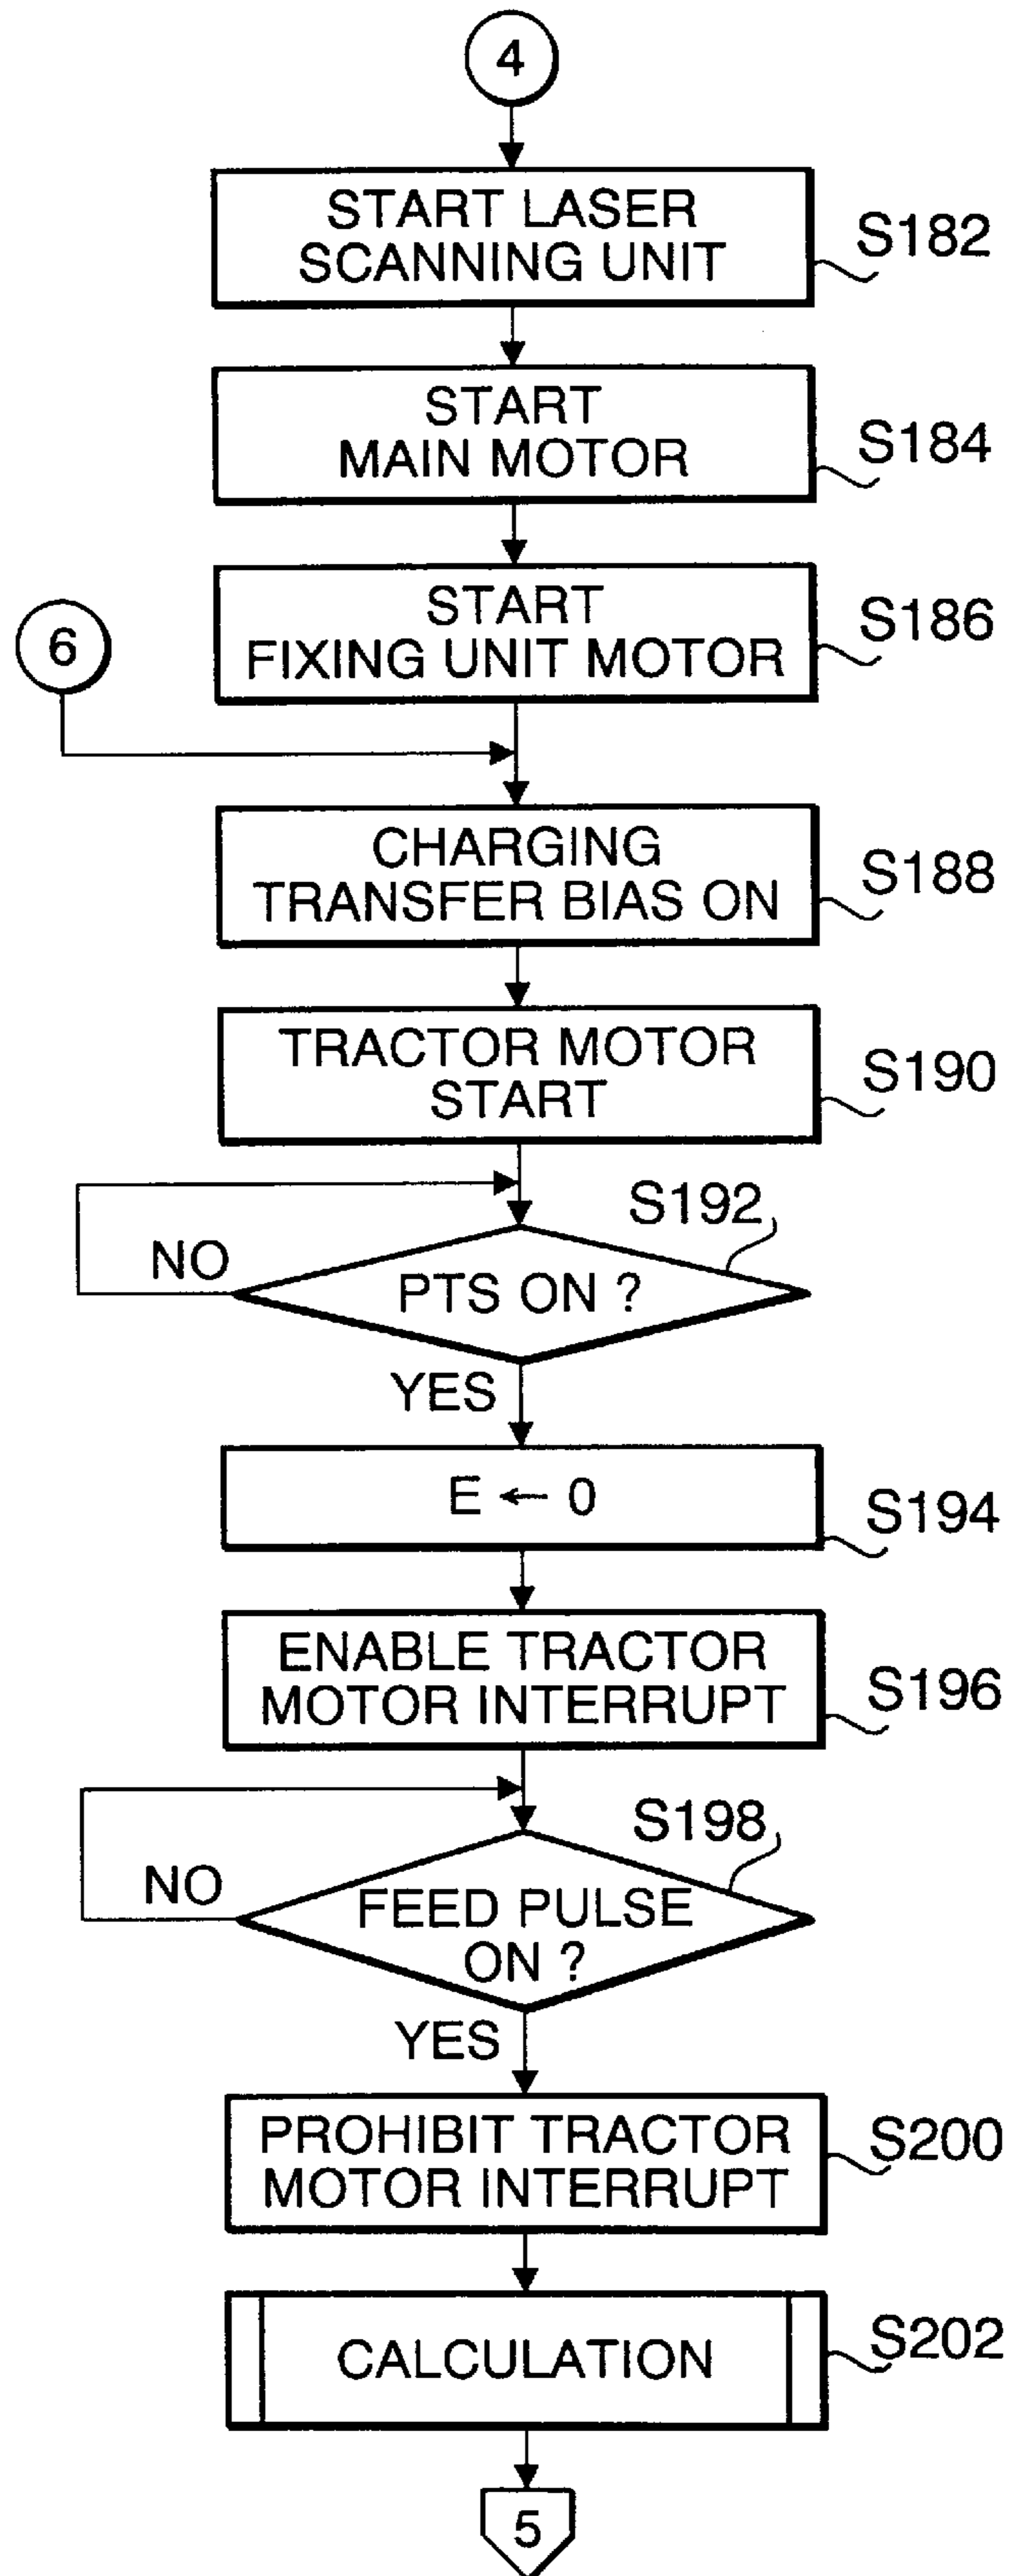 4
START LASER
SCANNING UNIT
S182
START
MAIN MOTOR
S184
START
FIXING UNIT MOTOR
S186
6
CHARGING
TRANSFER BIAS ON
S188
TRACTOR MOTOR
START
S190
S192
NO
PTS ON ?
YES
E ← 0
S194
ENABLE TRACTOR
MOTOR INTERRUPT
S196
S198
NO
FEED PULSE
ON ?
YES
PROHIBIT TRACTOR
MOTOR INTERRUPT
S200
CALCULATION
S202
5